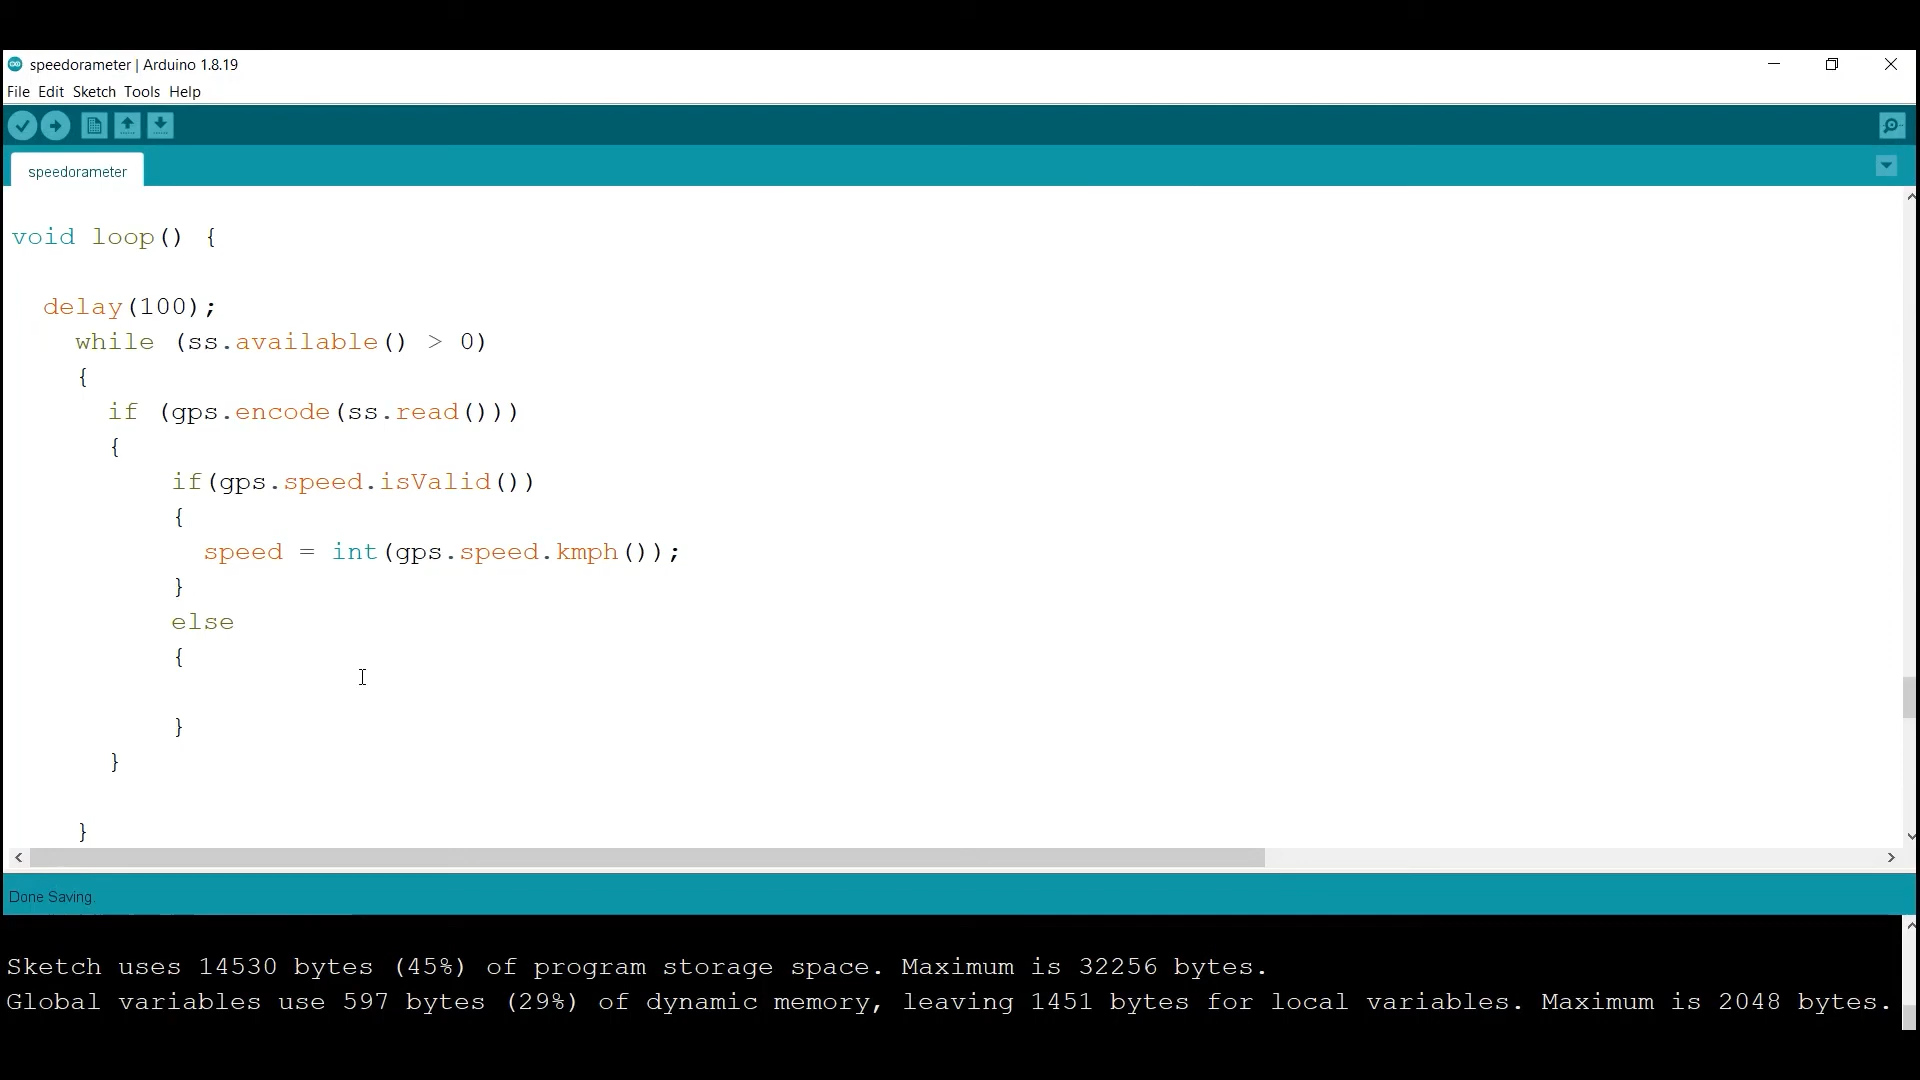 speedorameter | Arduino 1.8.19
File Edit Sketch Tools Help
speedorameter
void loop() {
delay(100);
while (ss.available() > 0)
{
if (gps.encode(ss.read()))
{
if(gps.speed.isValid())
{
speed = int(gps.speed.kmph());
}
else
{
}
}
}
Done Saving.
Sketch uses 14530 bytes (45%) of program storage space. Maximum is 32256 bytes.
Global variables use 597 bytes (29%) of dynamic memory, leaving 1451 bytes for local variables. Maximum is 2048 bytes.